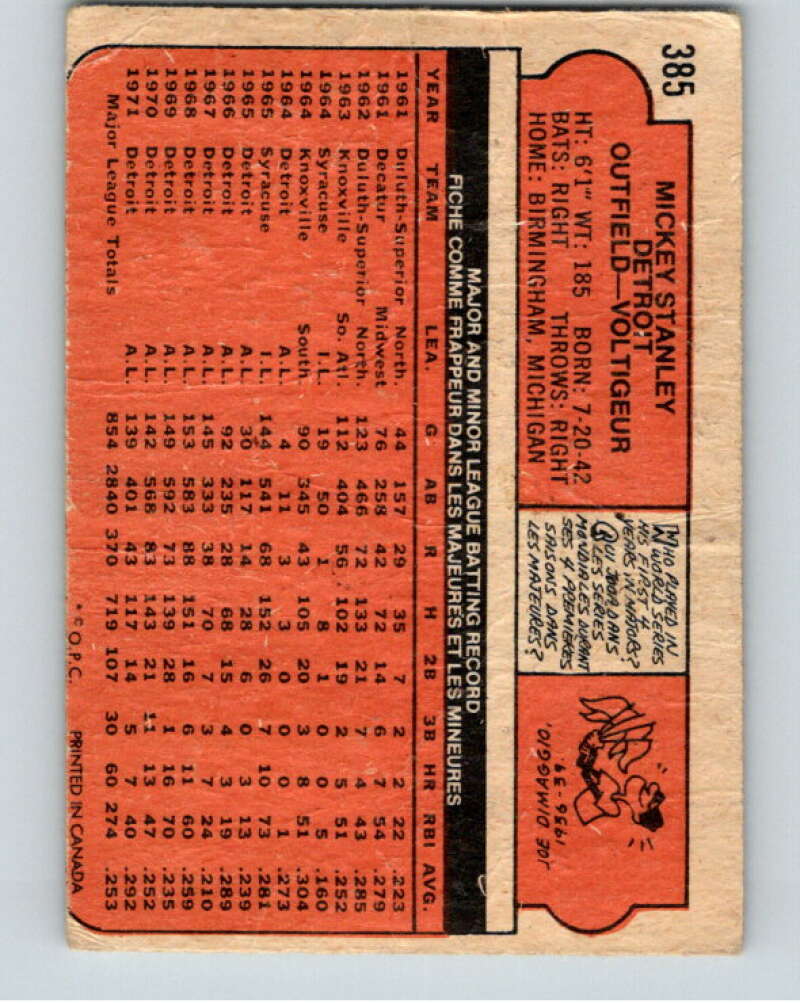 385
MICKEY STANLEY
DETROIT
OUTFIELD—VOLTIGEUR
HT: 6'1" WT: 185 BORN: 7-20-42
BATS: RIGHT THROWS: RIGHT
HOME: BIRMINGHAM, MICHIGAN
WHO PLAYED IN
WORLD SERIES
HIS FIRST 4
YEARS IN MAJORS?
QUI JOUA DANS
LES SERIES
MONDIALES DURANT
SES 4 PREMIERES
SAISONS DANS
LES MAJEURES?
1936-39.
JOE DIMAGGIO.
MAJOR AND MINOR LEAGUE BATTING RECORD
FICHE COMME FRAPPEUR DANS LES MAJEURES ET LES MINEURES
YEAR TEAM LEA. G AB R H 2B 3B HR RBI AVG.
1961 Duluth-Superior North. 44 157 29 35 7 2 2 22 .223
1961 Decatur Midwest 76 258 42 72 14 6 7 54 .279
1962 Duluth-Superior North. 123 466 72 133 21 7 4 43 .285
1963 Knoxville So. Atl. 112 404 56 102 19 2 5 51 .252
1964 Syracuse I.L. 19 50 1 8 1 0 0 5 .160
1964 Knoxville South. 90 345 43 105 20 3 8 51 .304
1964 Detroit A.L. 4 11 3 3 0 0 0 1 .273
1965 Syracuse I.L. 144 541 68 152 26 7 10 73 .281
1965 Detroit A.L. 30 117 14 28 6 0 3 13 .239
1966 Detroit A.L. 92 235 28 68 15 4 3 19 .289
1967 Detroit A.L. 145 333 38 70 7 3 7 24 .210
1968 Detroit A.L. 153 583 88 151 16 6 11 60 .259
1969 Detroit A.L. 149 592 73 139 28 1 16 70 .235
1970 Detroit A.L. 142 568 83 143 21 11 13 47 .252
1971 Detroit A.L. 139 401 43 117 14 5 7 40 .292
Major League Totals 854 2840 370 719 107 30 60 274 .253
*© O.P.C. PRINTED IN CANADA